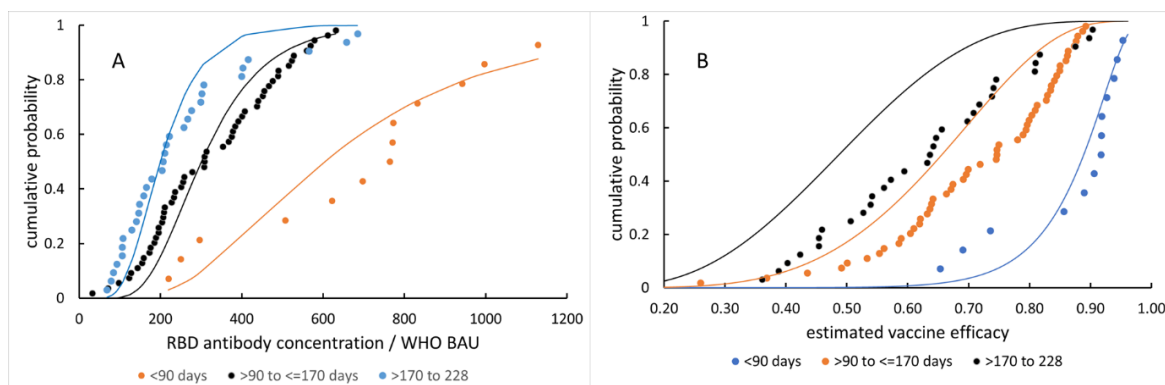 A
cumulative probability
1
0.8
0.6
0.4
0.2
0
0 200 400 600 800 1000 1200
RBD antibody concentration / WHO BAU
<90 days >90 to <=170 days >170 to 228
B
cumulative probability
1
0.8
0.6
0.4
0.2
0
0.20 0.30 0.40 0.50 0.60 0.70 0.80 0.90 1.00
estimated vaccine efficacy
<90 days >90 to <=170 days >170 to 228